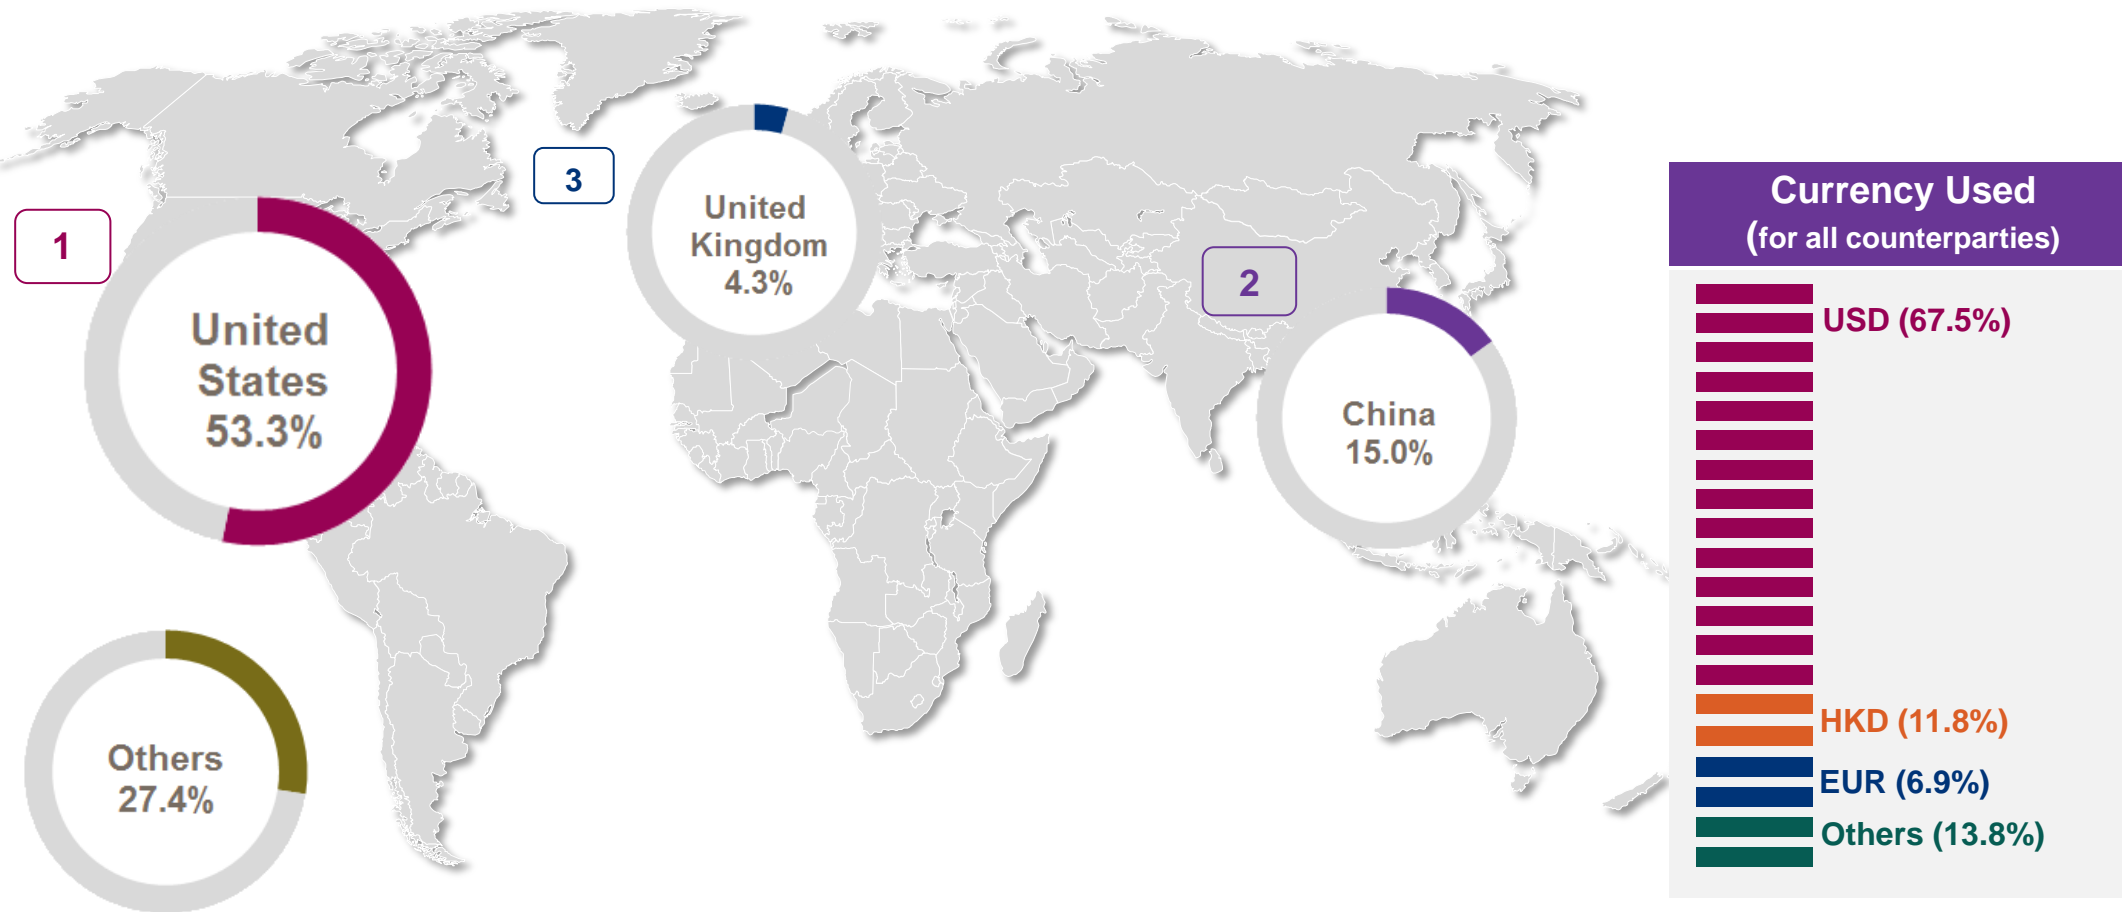 1
United
States
53.3%
3
United
Kingdom
4.3%
2
China
15.0%
Others
27.4%
Currency Used
(for all counterparties)
USD (67.5%)
HKD (11.8%)
EUR (6.9%)
Others (13.8%)